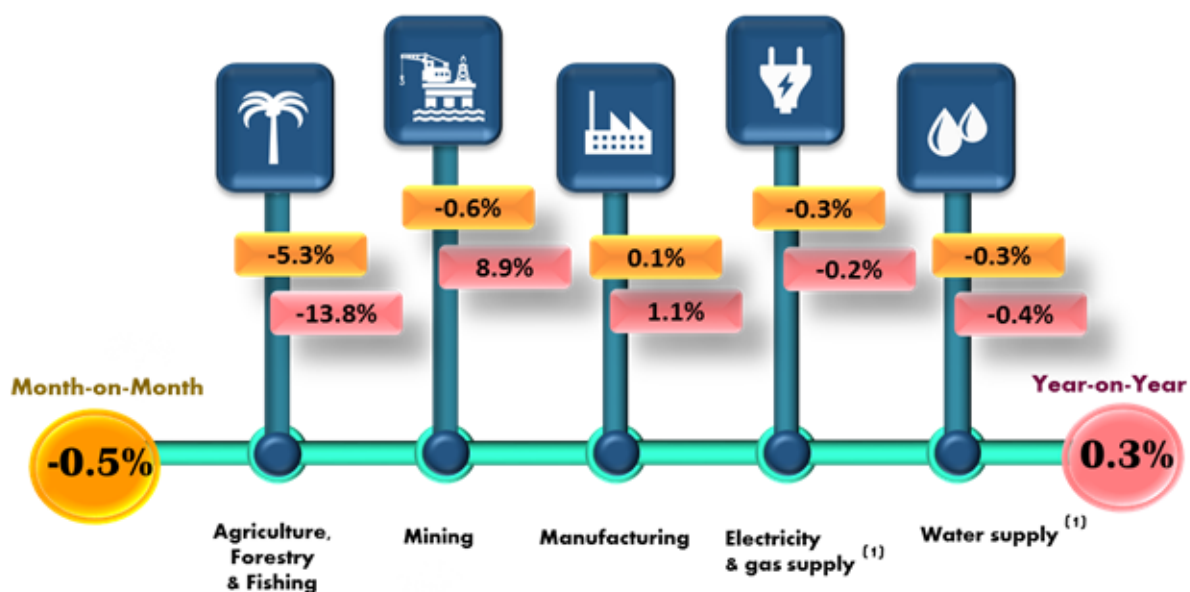 -0.6%
-0.3%
-5.3%
8.9%
0.1%
-0.2%
-0.3%
-13.8%
1.1%
-0.4%
Month-on-Month
Year-on-Year
-0.5%
0.3%
Agriculture,
Forestry
& Fishing
Mining
Manufacturing
Electricity
& gas supply (1)
Water supply (1)